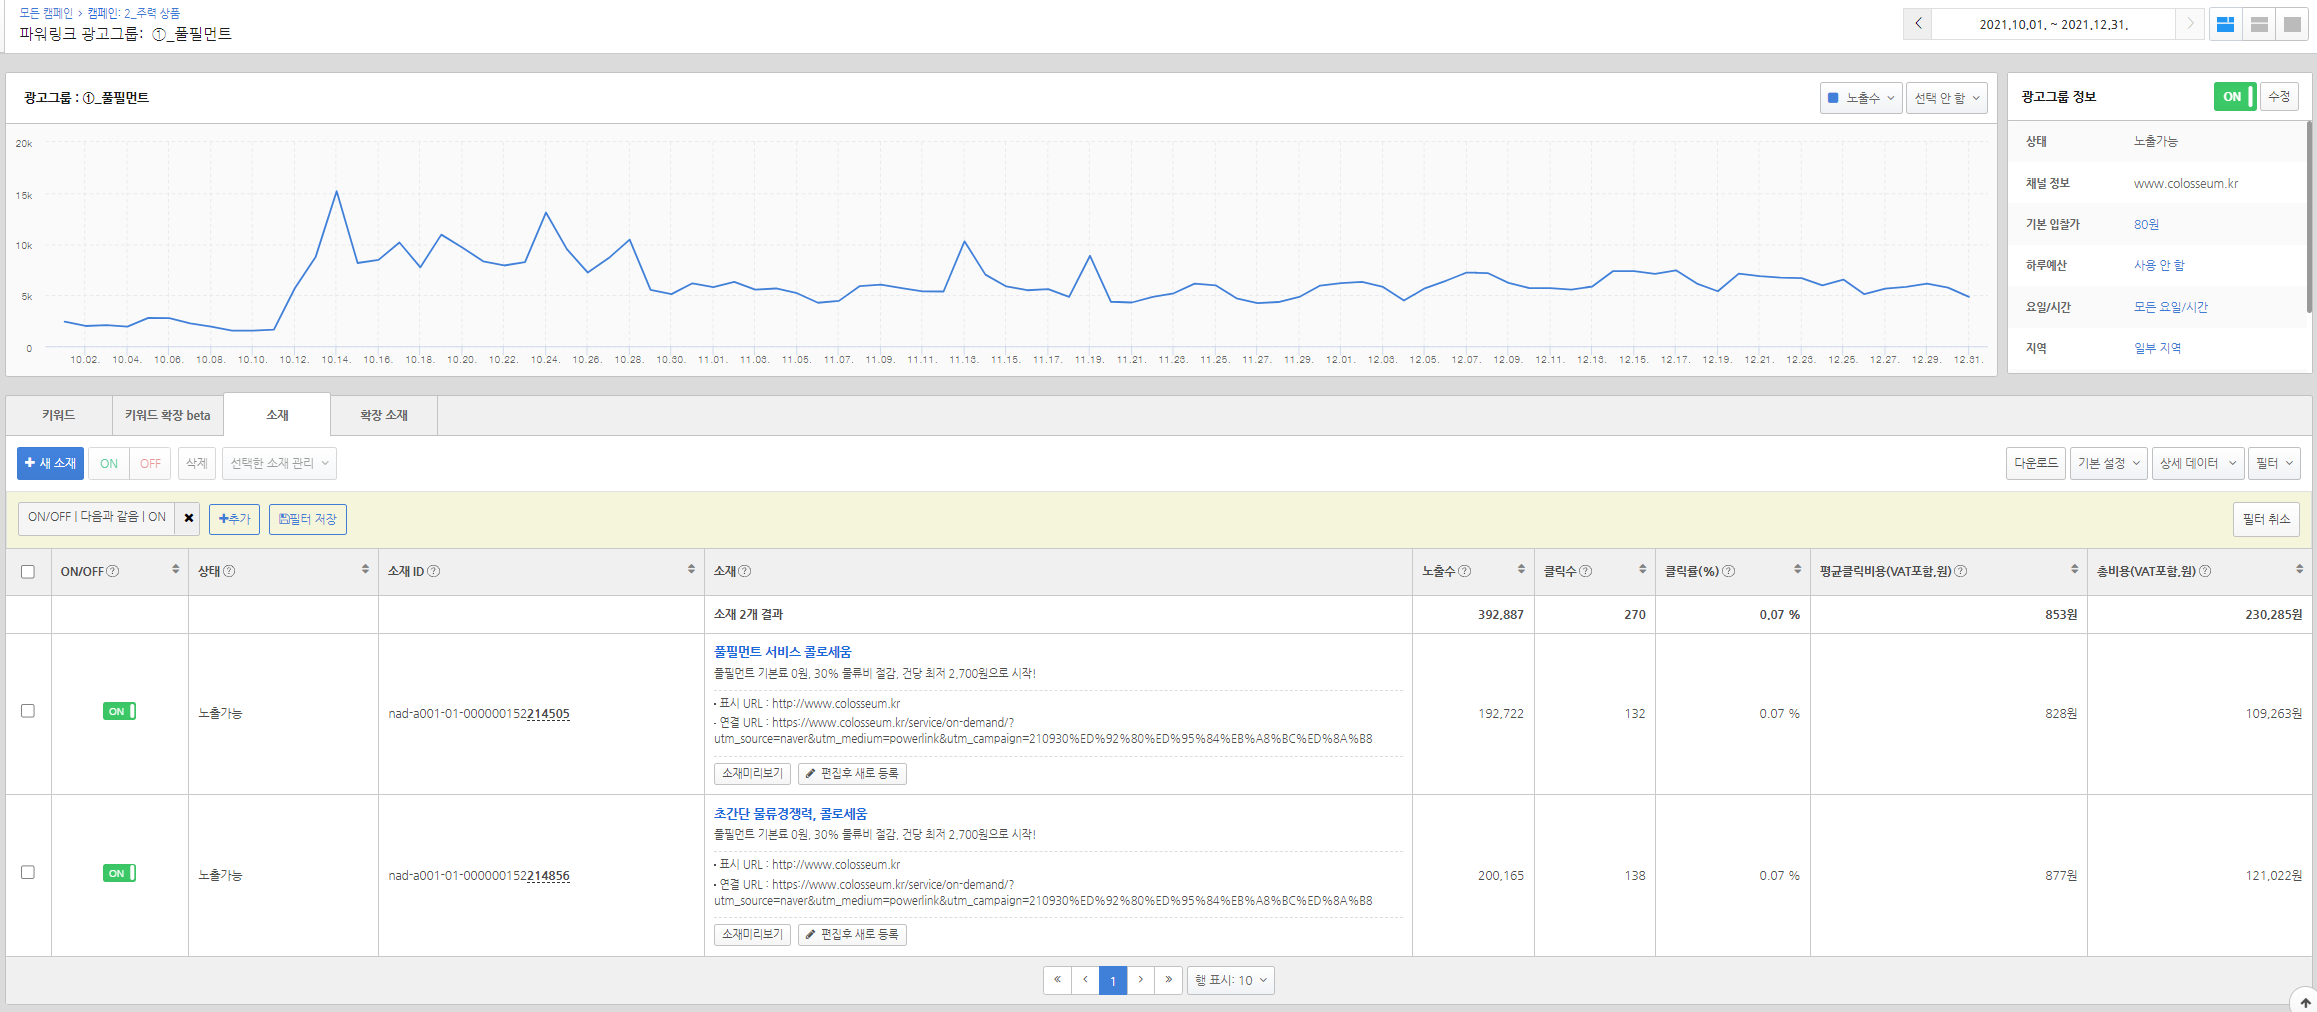 모든 캠페인 > 캠페인: 2_주력 상품
파워링크 광고그룹: ①_풀필먼트
2021.10.01. ~ 2021.12.31.
광고그룹 : ①_풀필먼트
노출수
선택 안 함
20k
15k
10k
5k
0
10.02. 10.04. 10.06. 10.08. 10.10. 10.12. 10.14. 10.16. 10.18. 10.20. 10.22. 10.24. 10.26. 10.28. 10.30. 11.01. 11.03. 11.05. 11.07. 11.09. 11.11. 11.13. 11.15. 11.17. 11.19. 11.21. 11.23. 11.25. 11.27. 11.29. 12.01. 12.03. 12.05. 12.07. 12.09. 12.11. 12.13. 12.15. 12.17. 12.19. 12.21. 12.23. 12.25. 12.27. 12.29. 12.31.
광고그룹 정보 ON 수정
상태 노출가능
채널 정보 www.colosseum.kr
기본 입찰가 80원
하루예산 사용 안 함
요일/시간 모든 요일/시간
지역 일부 지역
키워드 키워드 확장 beta 소재 확장 소재
+ 새 소재 ON OFF 삭제 선택한 소재 관리 다운로드 기본 설정 상세 데이터 필터
ON/OFF | 다음과 같음 | ON ✖ +추가 필터 저장 필터 취소
ON/OFF ? 상태 ? 소재 ID ? 소재 ? 노출수 ? 클릭수 ? 클릭률(%) ? 평균클릭비용(VAT포함,원) ? 총비용(VAT포함,원) ?
소재 2개 결과 392,887 270 0.07 % 853원 230,285원
풀필먼트 서비스 콜로세움
풀필먼트 기본료 0원, 30% 물류비 절감, 건당 최저 2,700원으로 시작!
· 표시 URL : http://www.colosseum.kr
ON 노출가능 nad-a001-01-000000152214505 192,722 132 0.07 % 828원 109,263원
· 연결 URL : https://www.colosseum.kr/service/on-demand/?
utm_source=naver&utm_medium=powerlink&utm_campaign=210930%ED%92%80%ED%95%84%EB%A8%BC%ED%8A%B8
소재미리보기 편집후 새로 등록
초간단 물류경쟁력, 콜로세움
풀필먼트 기본료 0원, 30% 물류비 절감, 건당 최저 2,700원으로 시작!
· 표시 URL : http://www.colosseum.kr
ON 노출가능 nad-a001-01-000000152214856 200,165 138 0.07 % 877원 121,022원
· 연결 URL : https://www.colosseum.kr/service/on-demand/?
utm_source=naver&utm_medium=powerlink&utm_campaign=210930%ED%92%80%ED%95%84%EB%A8%BC%ED%8A%B8
소재미리보기 편집후 새로 등록
« ‹ 1 › » 행 표시: 10